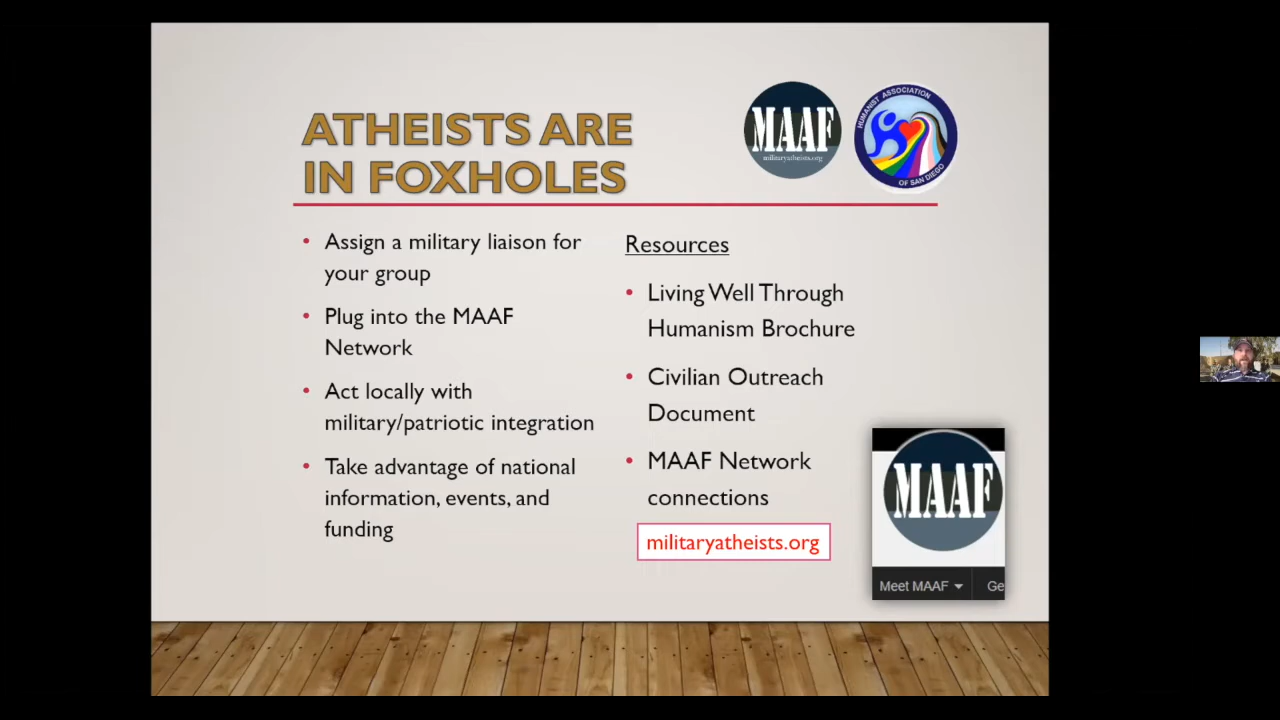 ATHEISTS ARE
IN FOXHOLES
MAAF
militaryatheists.org
HUMANIST ASSOCIATION
OF SAN DIEGO
• Assign a military liaison for
your group
• Plug into the MAAF
Network
• Act locally with
military/patriotic integration
• Take advantage of national
information, events, and
funding
Resources
• Living Well Through
Humanism Brochure
• Civilian Outreach
Document
• MAAF Network
connections
militaryatheists.org
MAAF
Meet MAAF
Ge